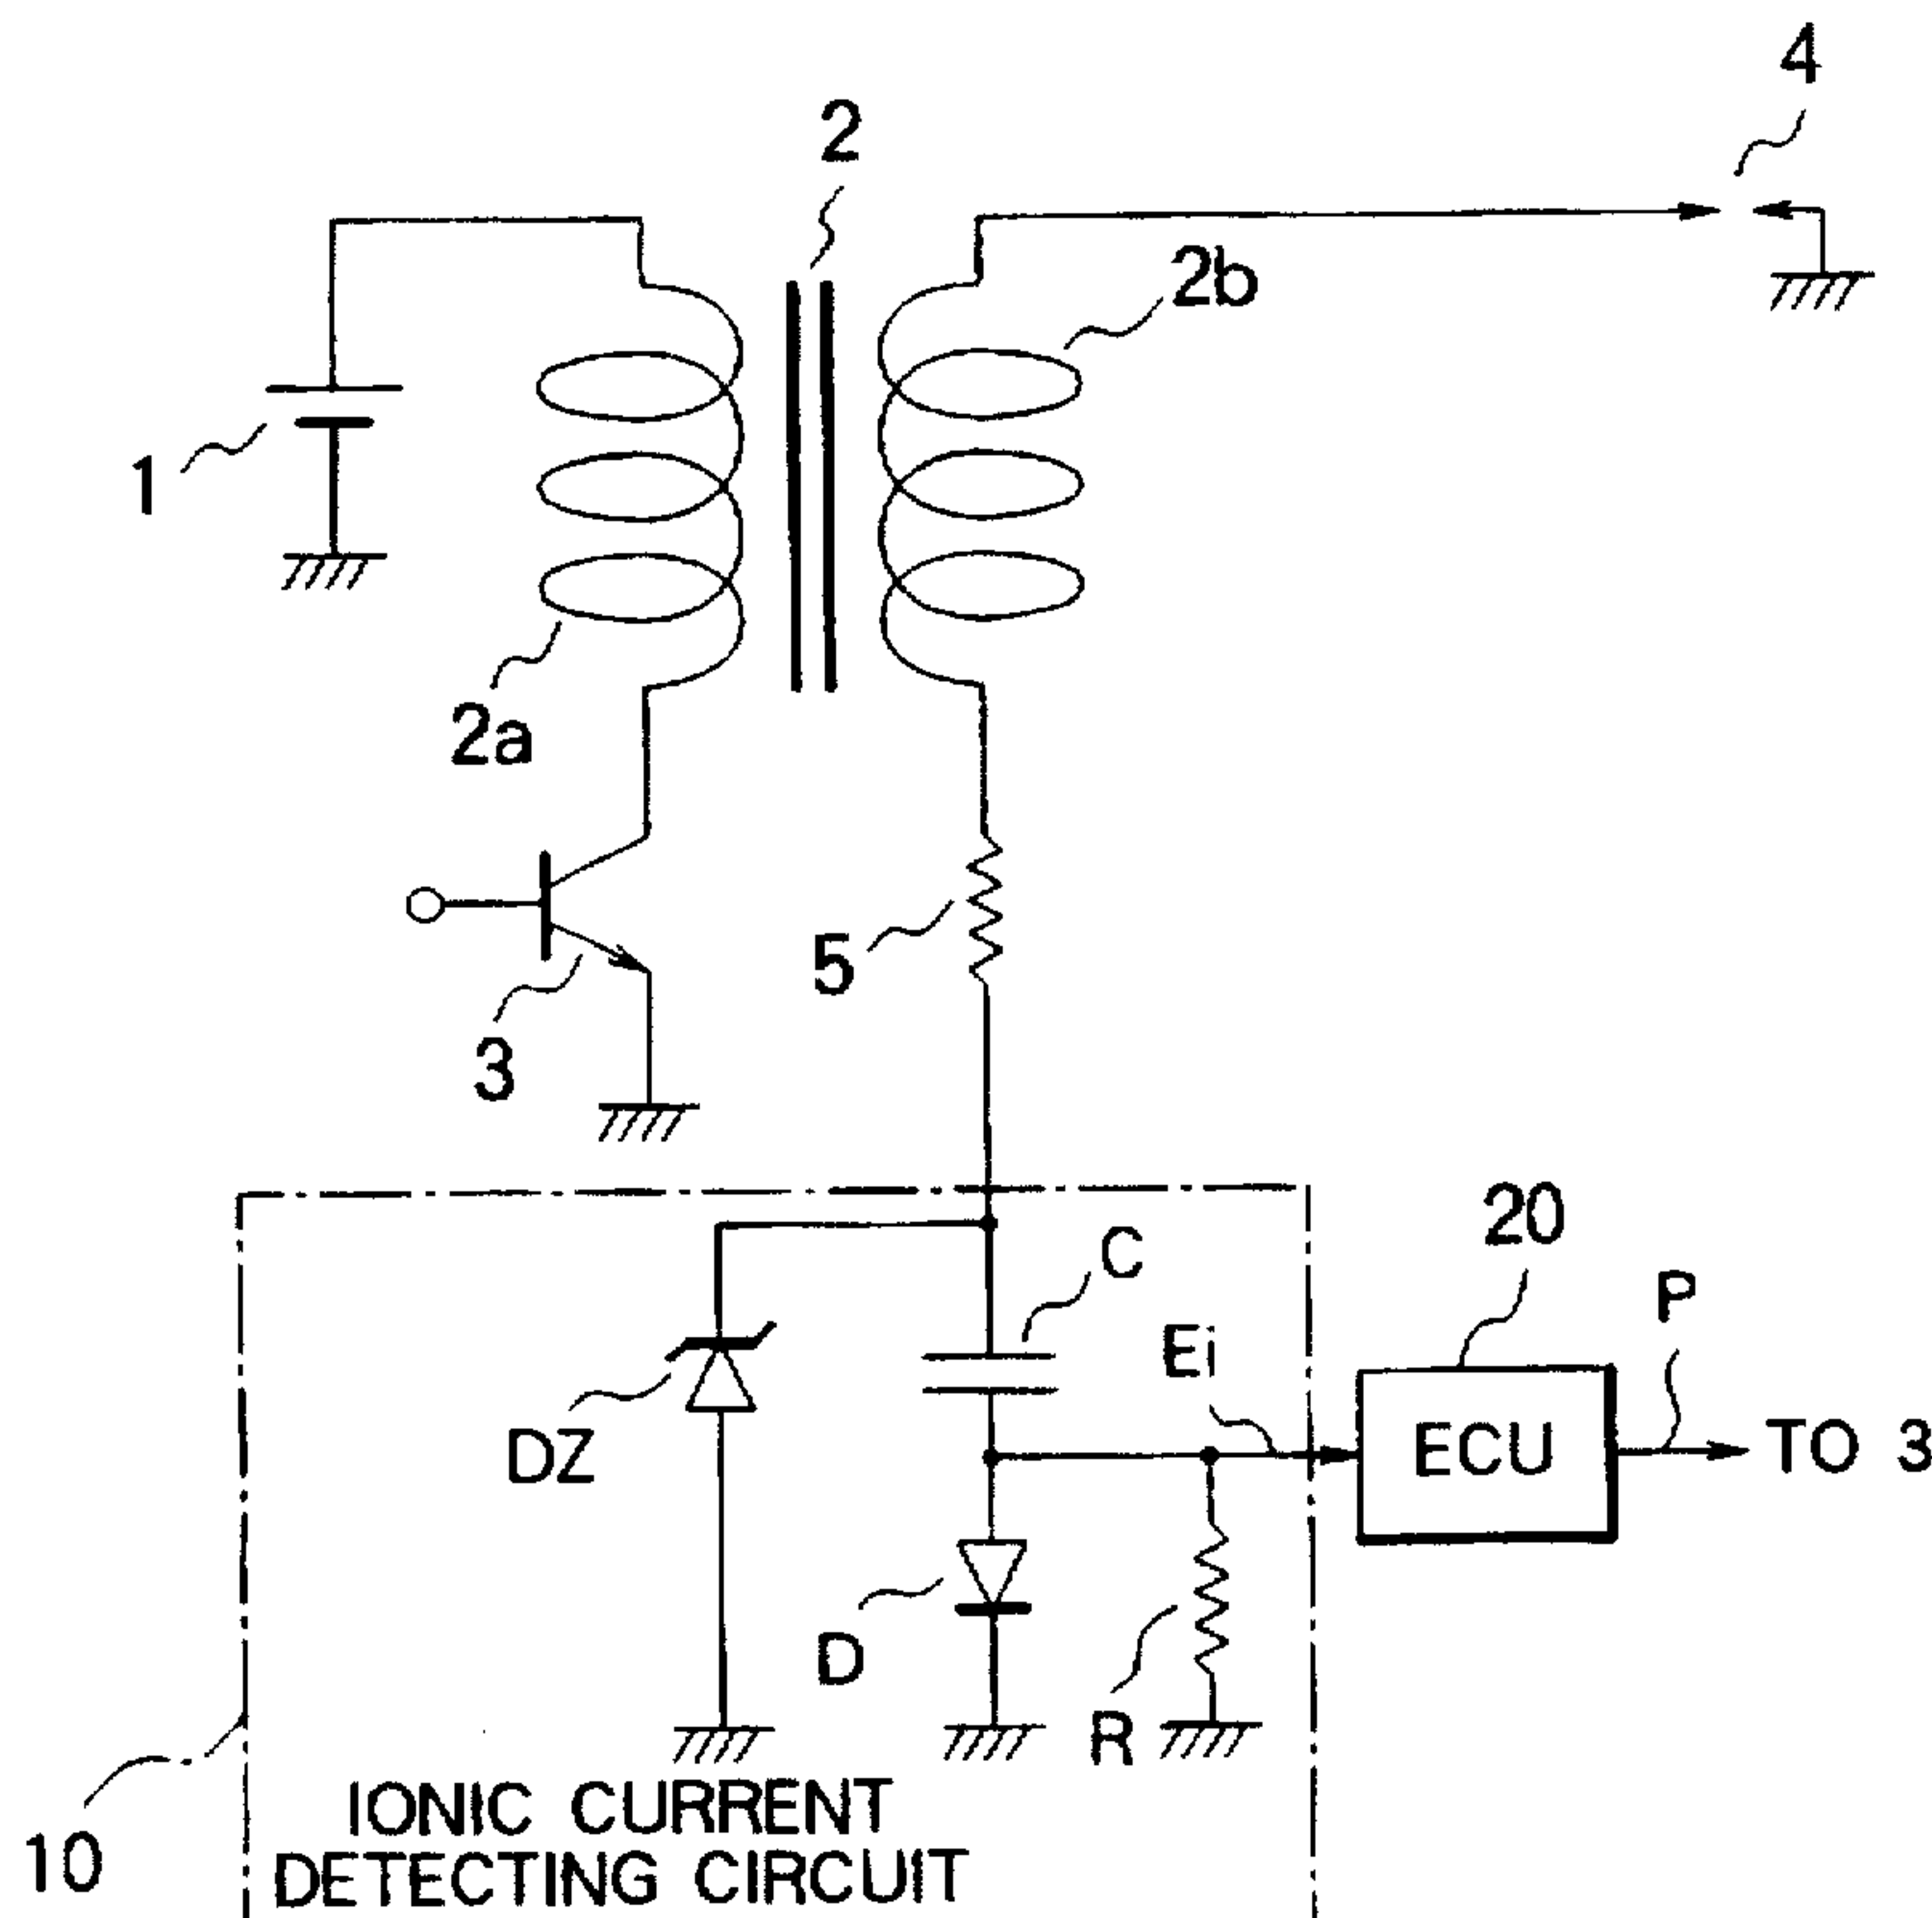 4
2
2b
1
2a
5
3
20
C
P
Ei
DZ
ECU
TO 3
D
R
10
IONIC CURRENT
DETECTING CIRCUIT